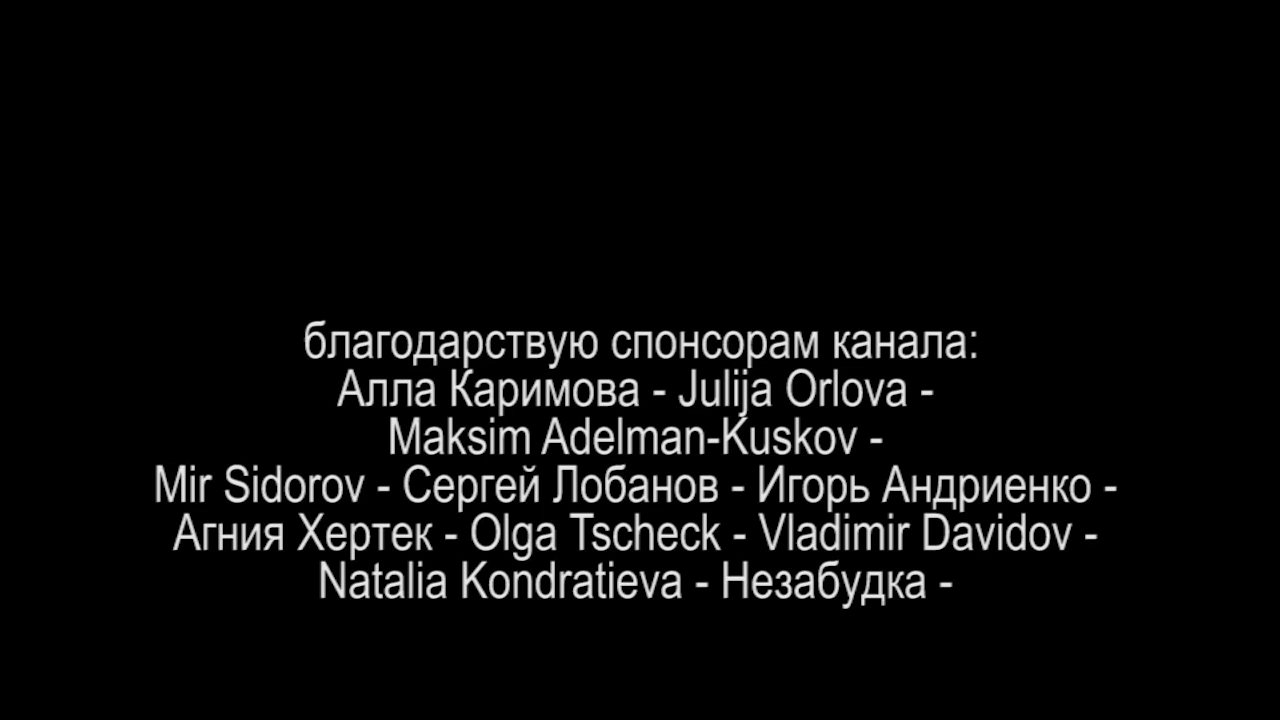 благодарствую спонсорам канала:
Алла Каримова - Julija Orlova -
Maksim Adelman-Kuskov -
Mir Sidorov - Сергей Лобанов - Игорь Андриенко -
Агния Хертек - Olga Tscheck - Vladimir Davidov -
Natalia Kondratieva - Незабудка -